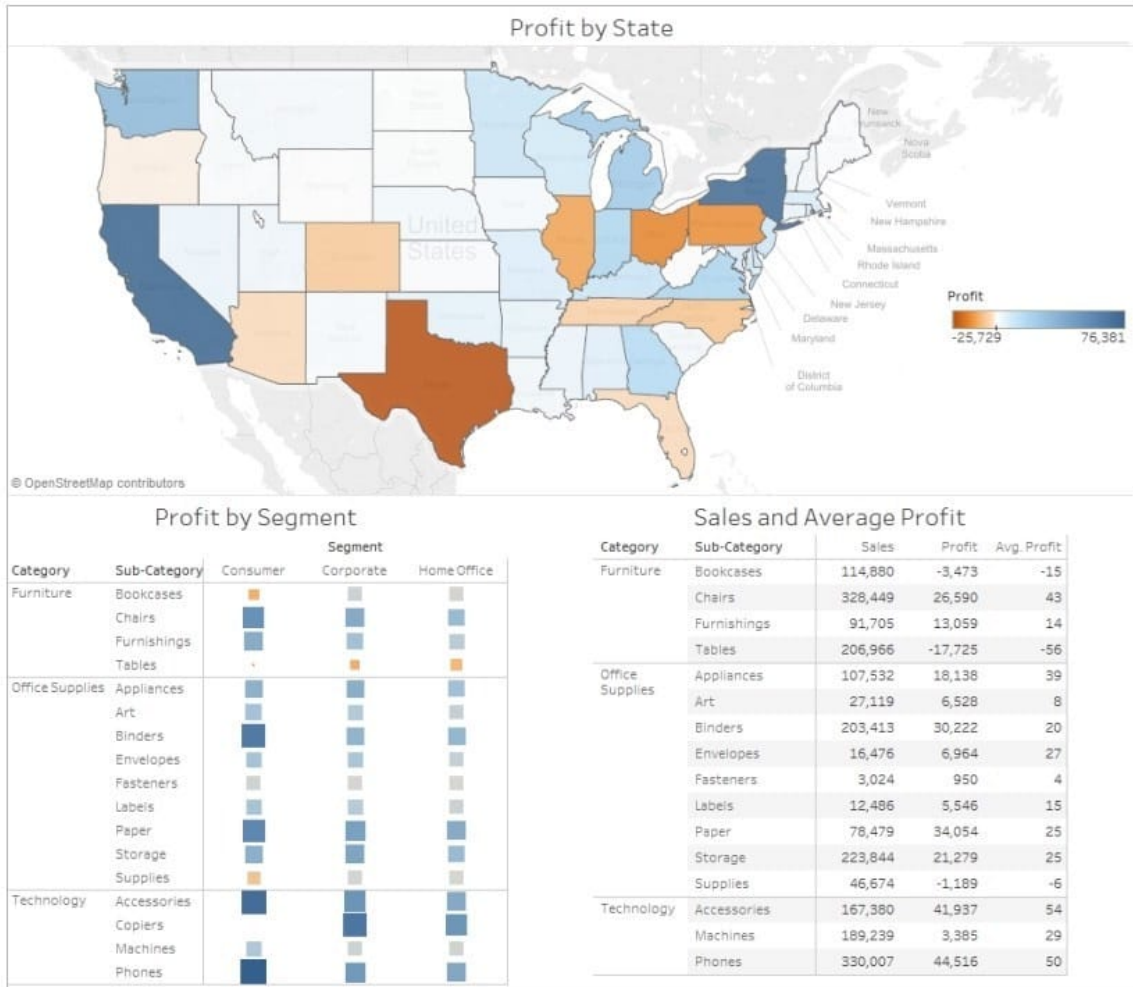 Profit by State
New
Nova
Scotia
United
States
Vermont
New Hampshire
Massachusetts
Rhode Island
Connecticut
New Jersey
Delaware
Maryland
District
of Columbia
Profit
-25,729 76,381
© OpenStreetMap contributors
Profit by Segment
Segment
Category Sub-Category Consumer Corporate Home Office
Furniture Bookcases
Chairs
Furnishings
Tables
Office Supplies Appliances
Art
Binders
Envelopes
Fasteners
Labels
Paper
Storage
Supplies
Technology Accessories
Copiers
Machines
Phones
Sales and Average Profit
Category Sub-Category Sales Profit Avg. Profit
Furniture Bookcases 114,880 -3,473 -15
Chairs 328,449 26,590 43
Furnishings 91,705 13,059 14
Tables 206,966 -17,725 -56
Office Supplies Appliances 107,532 18,138 39
Art 27,119 6,528 8
Binders 203,413 30,222 20
Envelopes 16,476 6,964 27
Fasteners 3,024 950 4
Labels 12,486 5,546 15
Paper 78,479 34,054 25
Storage 223,844 21,279 25
Supplies 46,674 -1,189 -6
Technology Accessories 167,380 41,937 54
Machines 189,239 3,385 29
Phones 330,007 44,516 50